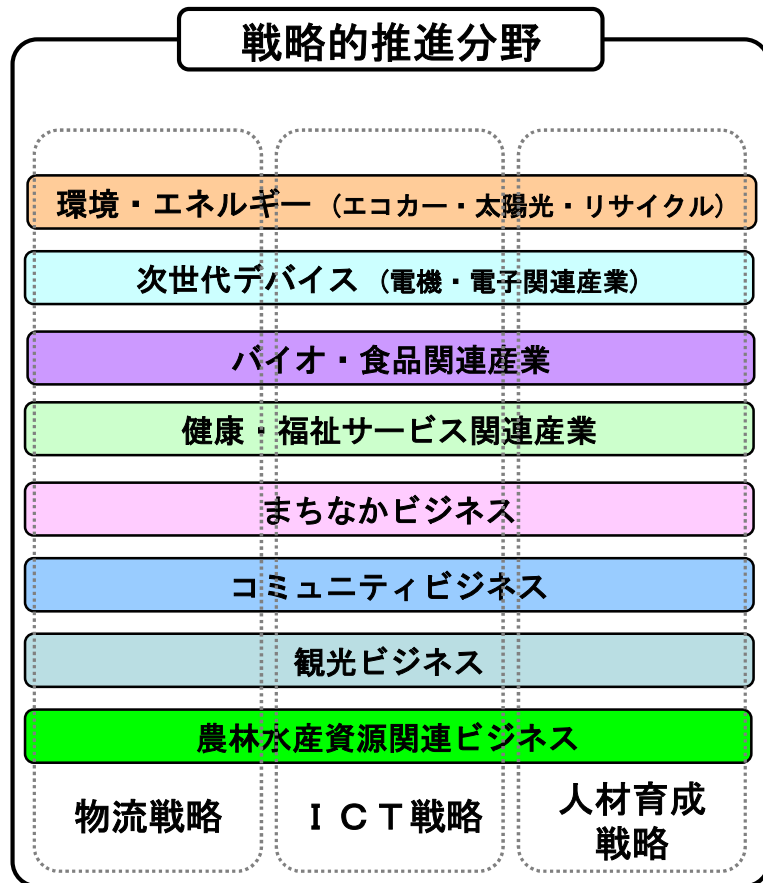 戦略的推進分野
環境・エネルギー（エコカー・太陽光・リサイクル）
次世代デバイス（電機・電子関連産業）
バイオ・食品関連産業
健康・福祉サービス関連産業
まちなかビジネス
コミュニティビジネス
観光ビジネス
農林水産資源関連ビジネス
物流戦略
ＩＣＴ戦略
人材育成
戦略